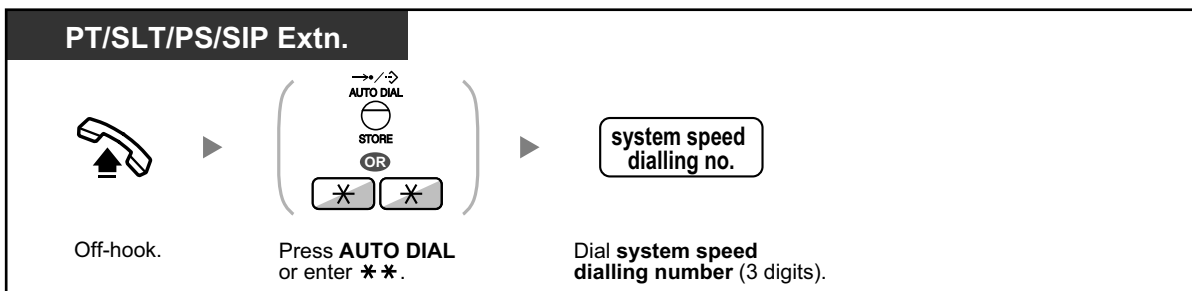 PT/SLT/PS/SIP Extn.
AUTO DIAL
STORE
OR
system speed
dialling no.
Off-hook.
Press AUTO DIAL
or enter ** .
Dial system speed
dialling number (3 digits).